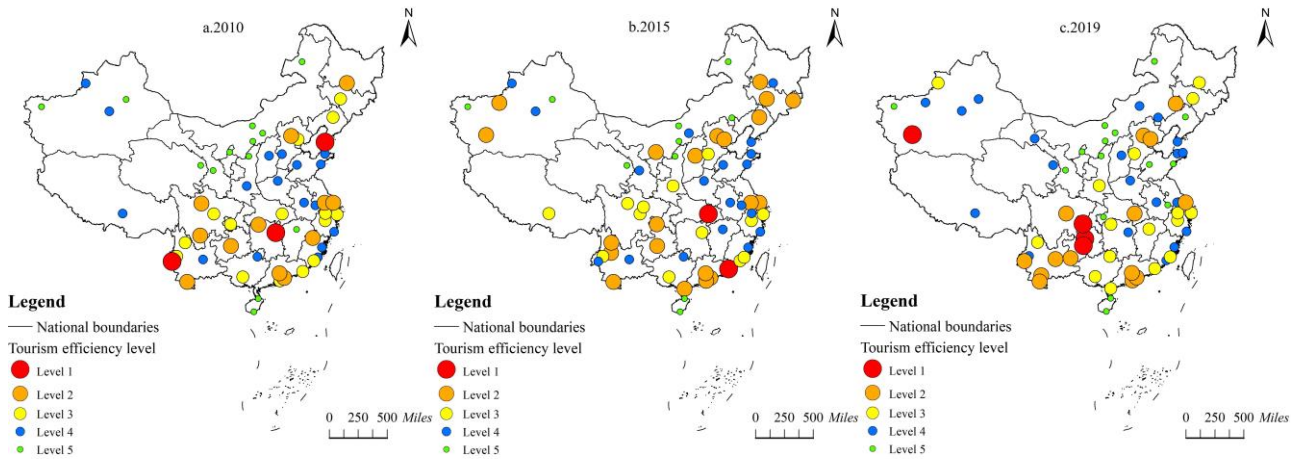 a.2010
N
Legend
National boundaries
Tourism efficiency level
Level 1
Level 2
Level 3
Level 4
Level 5
0 250 500 Miles
b.2015
N
Legend
National boundaries
Tourism efficiency level
Level 1
Level 2
Level 3
Level 4
Level 5
0 250 500 Miles
c.2019
N
Legend
National boundaries
Tourism efficiency level
Level 1
Level 2
Level 3
Level 4
Level 5
0 250 500 Miles